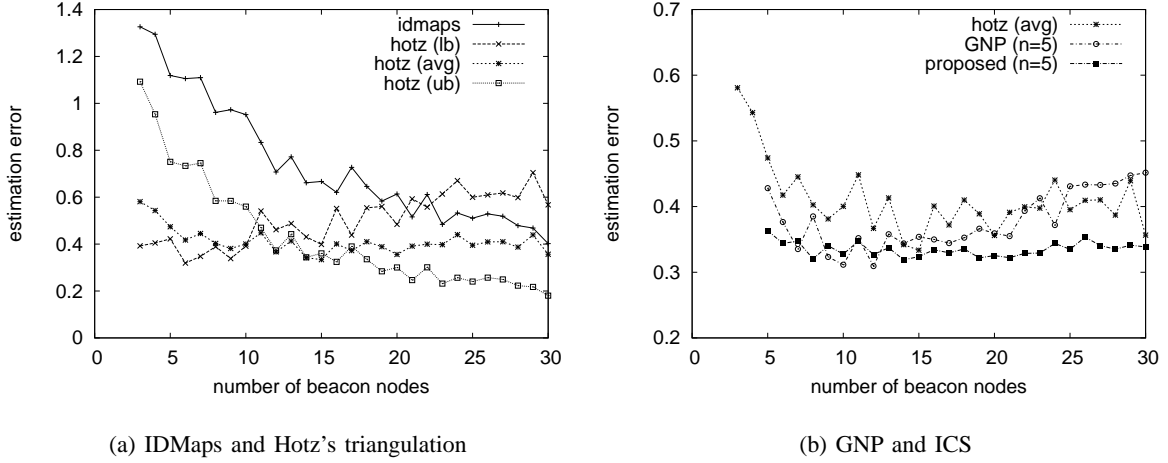 1.4
1.2
1
0.8
0.6
0.4
0.2
0
estimation error
idmaps
hotz (lb)
hotz (avg)
hotz (ub)
0 5 10 15 20 25 30
number of beacon nodes
(a) IDMaps and Hotz's triangulation
0.7
0.6
0.5
0.4
0.3
0.2
estimation error
hotz (avg)
GNP (n=5)
proposed (n=5)
0 5 10 15 20 25 30
number of beacon nodes
(b) GNP and ICS